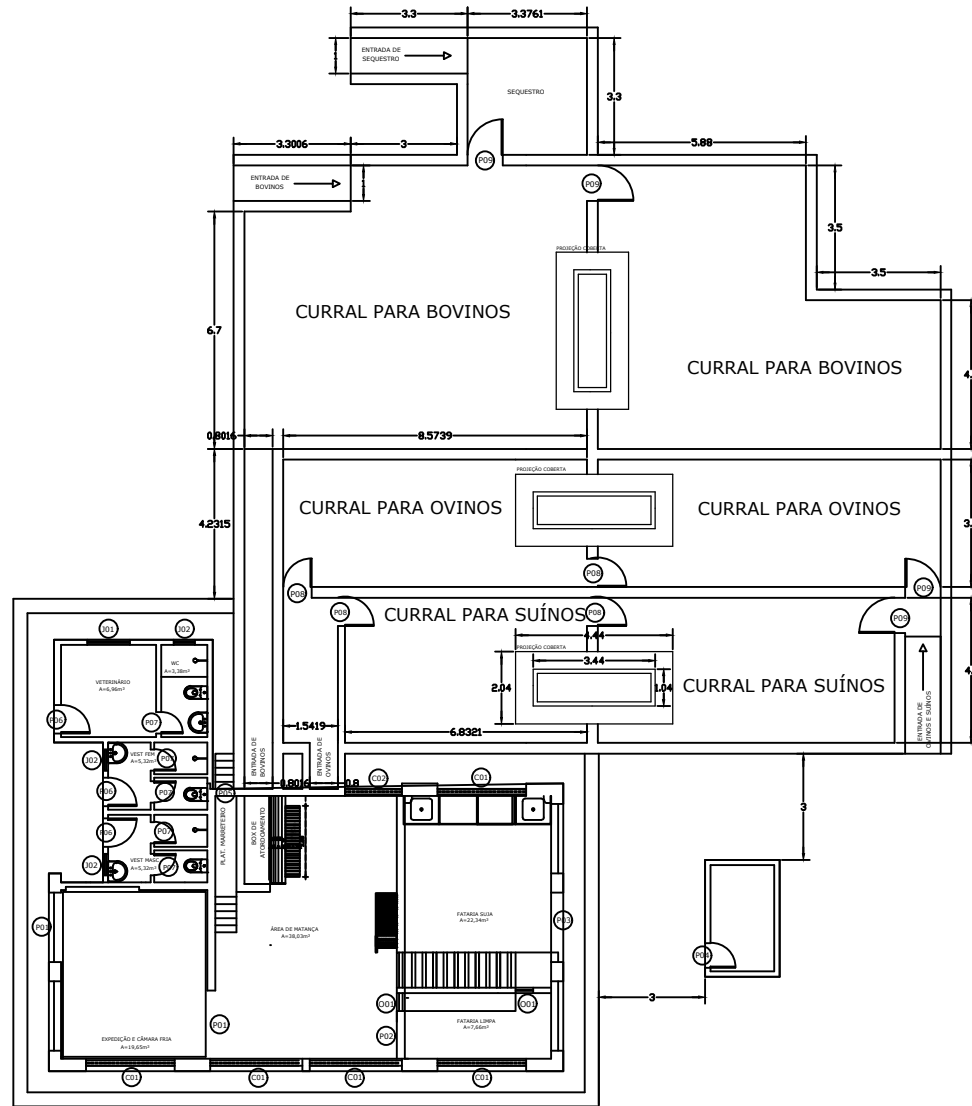 3.3
3.3761
ENTRADA DE
SEQUESTRO
SEQUESTRO
3.3
3.3006
3
5.88
P09
P09
ENTRADA DE
BOVINOS
3.5
PROJEÇÃO COBERTA
3.5
CURRAL PARA BOVINOS
6.7
CURRAL PARA BOVINOS
0.8016
8.5739
PROJEÇÃO COBERTA
CURRAL PARA OVINOS
CURRAL PARA OVINOS
4.2315
P08
P08
P09
P08
CURRAL PARA SUÍNOS
P08
P09
4.44
PROJEÇÃO COBERTA
3.44
2.04
1.04
CURRAL PARA SUÍNOS
ENTRADA DE
OVINOS E SUÍNOS
1.5419
6.8321
J01
J02
WC
A=3,38m²
VETERINÁRIO
A=6,96m²
P06
P07
J02
VEST FEM
A=5,32m²
P07
P06
P07
P05
ENTRADA DE
BOVINOS
ENTRADA DE
OVINOS
0.8016
0.8
C02
C01
P06
P07
J02
VEST MASC
A=5,32m²
P07
PLAT. MARRETEIRO
BOX DE
ATORDOAMENTO
3
P01
ÁREA DE MATANÇA
A=38,03m²
FATARIA SUJA
A=22,34m²
P03
P04
3
O01
O01
P01
P02
FATARIA LIMPA
A=7,66m²
EXPEDIÇÃO E CÂMARA FRIA
A=19,65m²
C01
C01
C01
C01